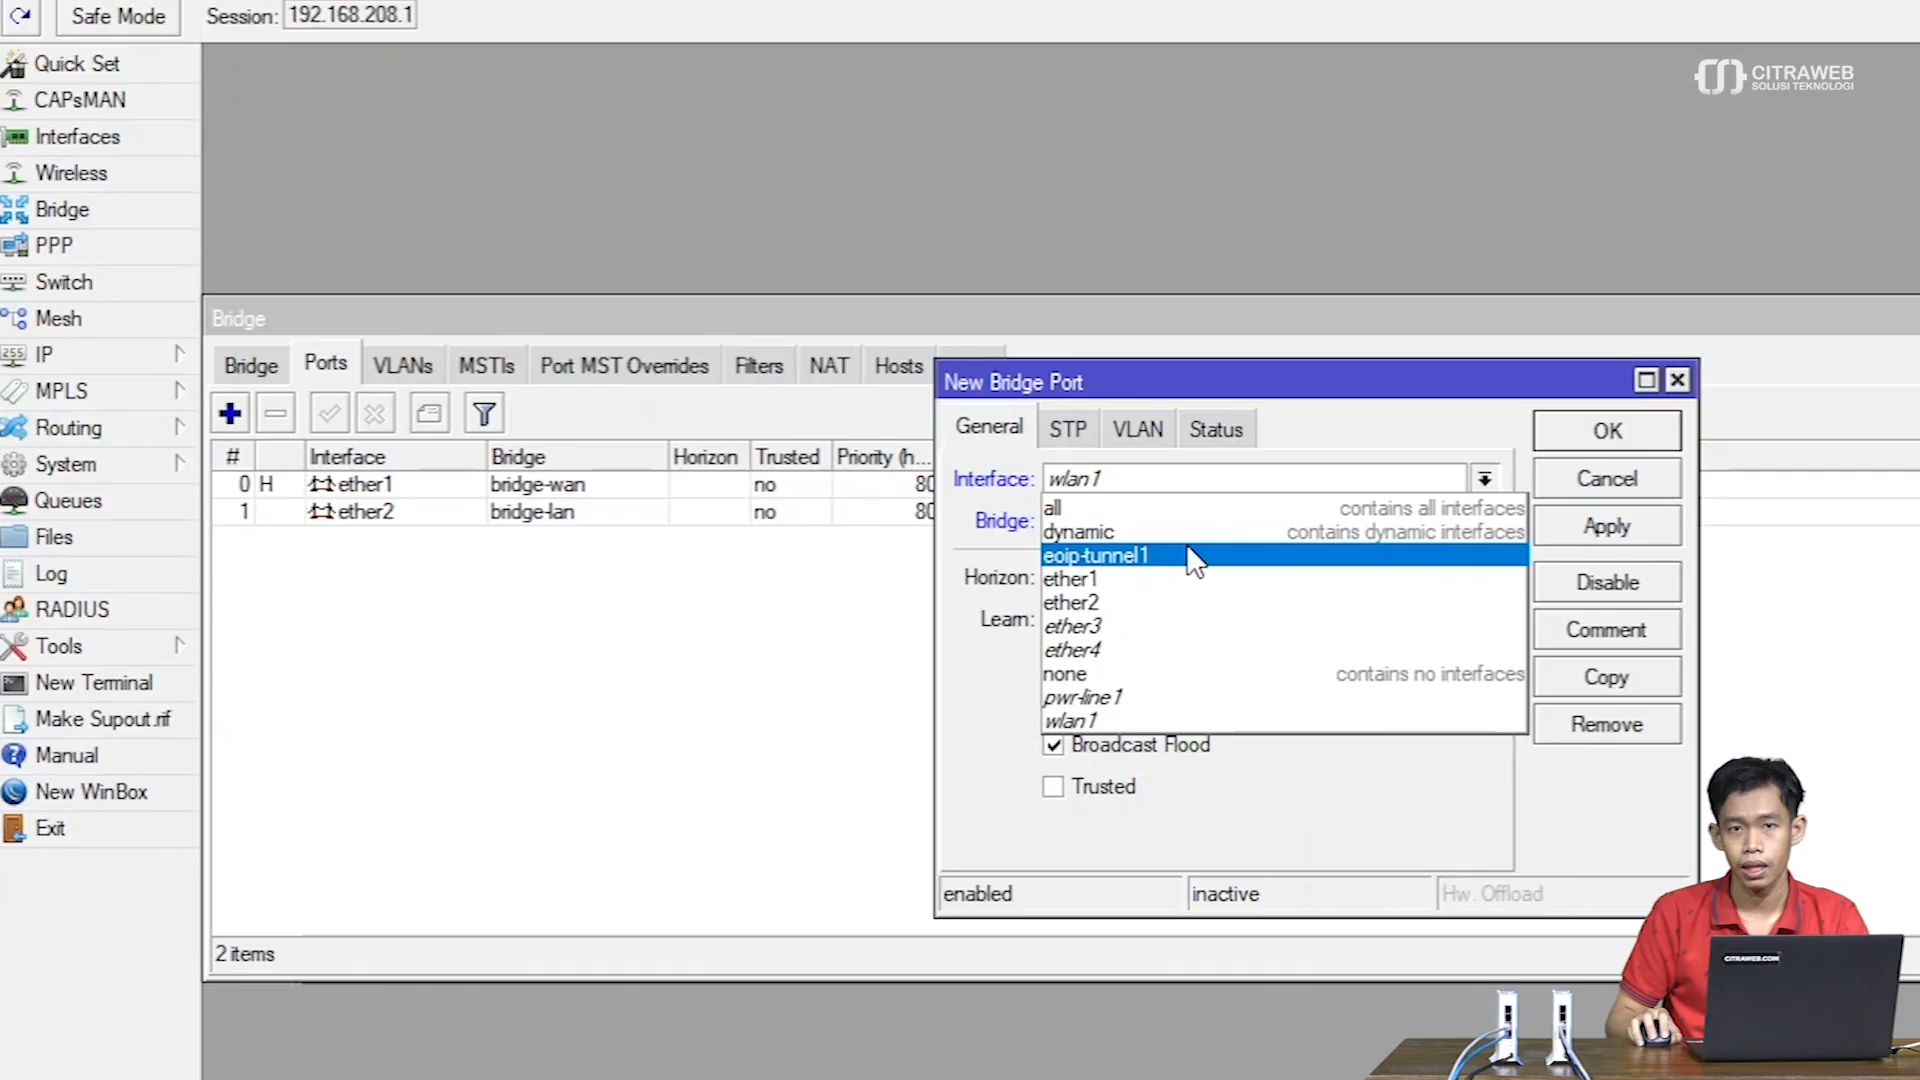 Safe Mode
Session: 192.168.208.1
CITRAWEB
SOLUSI TEKNOLOGI
Quick Set
CAPsMAN
Interfaces
Wireless
Bridge
PPP
Switch
Mesh
255 IP
MPLS
Routing
System
Queues
Files
Log
RADIUS
Tools
New Terminal
Make Supout.rif
Manual
New WinBox
Exit
Bridge
Bridge Ports VLANs MSTIs Port MST Overrides Filters NAT Hosts
# Interface Bridge Horizon Trusted Priority (h...
0 H ether1 bridge-wan no 80
1 ether2 bridge-lan no 80
2 items
New Bridge Port
General STP VLAN Status
Interface: wlan1
Bridge:
Horizon:
Learn:
all contains all interfaces
dynamic contains dynamic interfaces
eoip-tunnel1
ether1
ether2
ether3
ether4
none contains no interfaces
pwr-line1
wlan1
Broadcast Flood
Trusted
enabled inactive Hw. Offload
OK
Cancel
Apply
Disable
Comment
Copy
Remove
CITRAWEB.COM